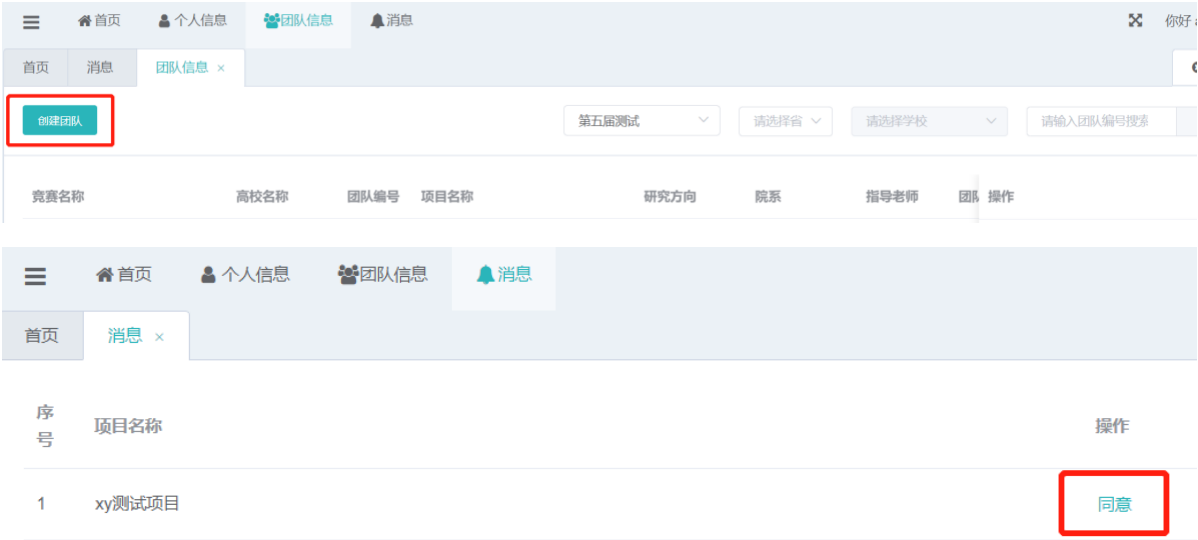 首页 个人信息 团队信息 消息 你好
首页 消息 团队信息 ×
创建团队 第五届测试 请选择省 请选择学校 请输入团队编号搜索
竞赛名称 高校名称 团队编号 项目名称 研究方向 院系 指导老师 团队 操作
首页 个人信息 团队信息 消息
首页 消息 ×
序号 项目名称 操作
1 xy测试项目 同意